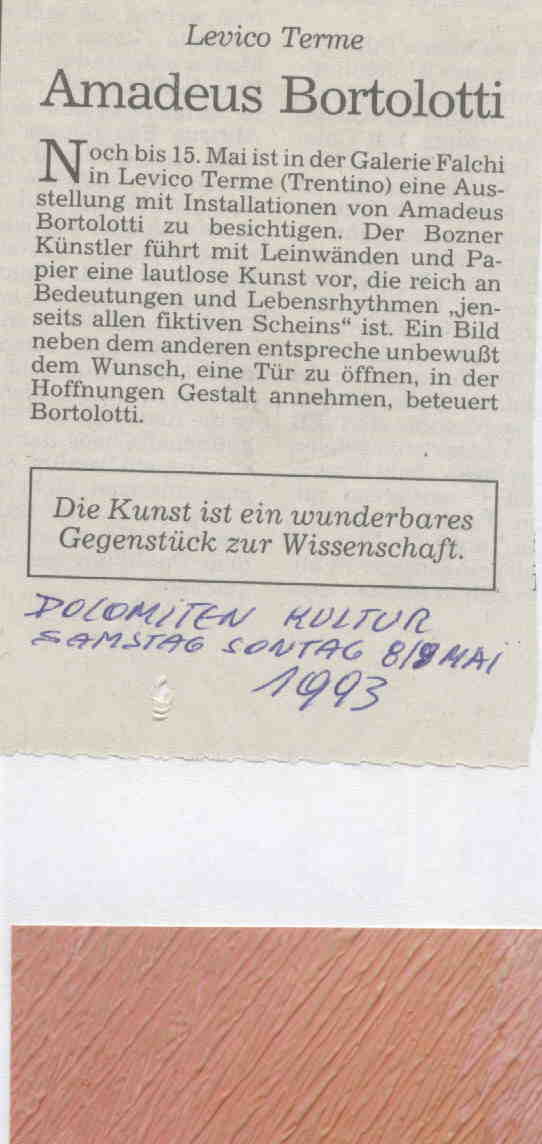 Levico Terme
Amadeus Bortolotti
Noch bis 15. Mai ist in der Galerie Falchi
in Levico Terme (Trentino) eine Aus-
stellung mit Installationen von Amadeus
Bortolotti zu besichtigen. Der Bozner
Künstler führt mit Leinwänden und Pa-
pier eine lautlose Kunst vor, die reich an
Bedeutungen und Lebensrhythmen „jen-
seits allen fiktiven Scheins“ ist. Ein Bild
neben dem anderen entspreche unbewußt
dem Wunsch, eine Tür zu öffnen, in der
Hoffnungen Gestalt annehmen, beteuert
Bortolotti.
Die Kunst ist ein wunderbares
Gegenstück zur Wissenschaft.
DOLOMITEN KULTUR
SAMSTAG SONTAG 8/9 MAI
1993